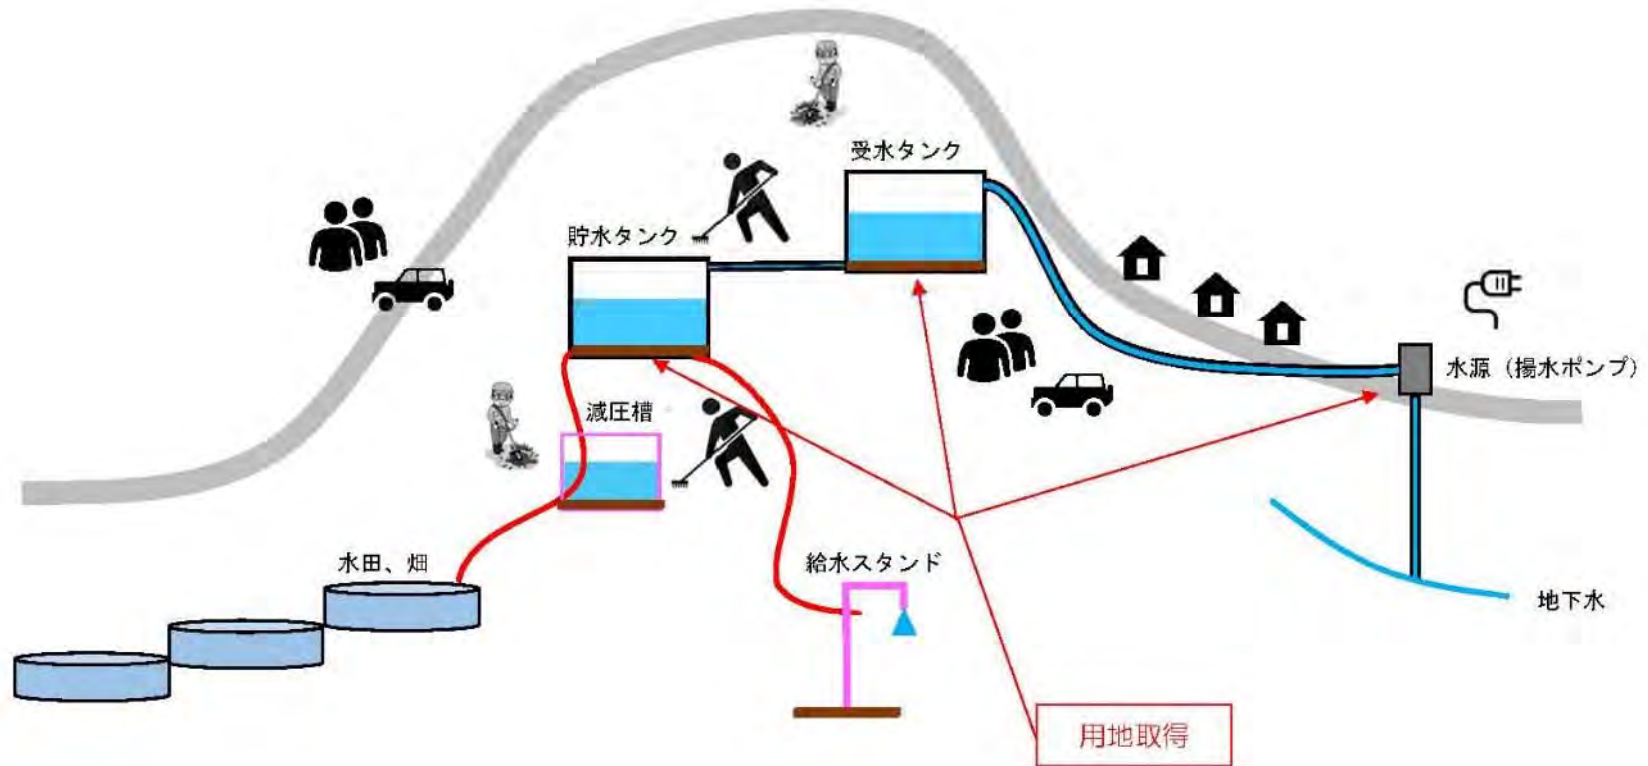 受水タンク
貯水タンク
水源（揚水ポンプ）
減圧槽
水田、畑
給水スタンド
地下水
用地取得